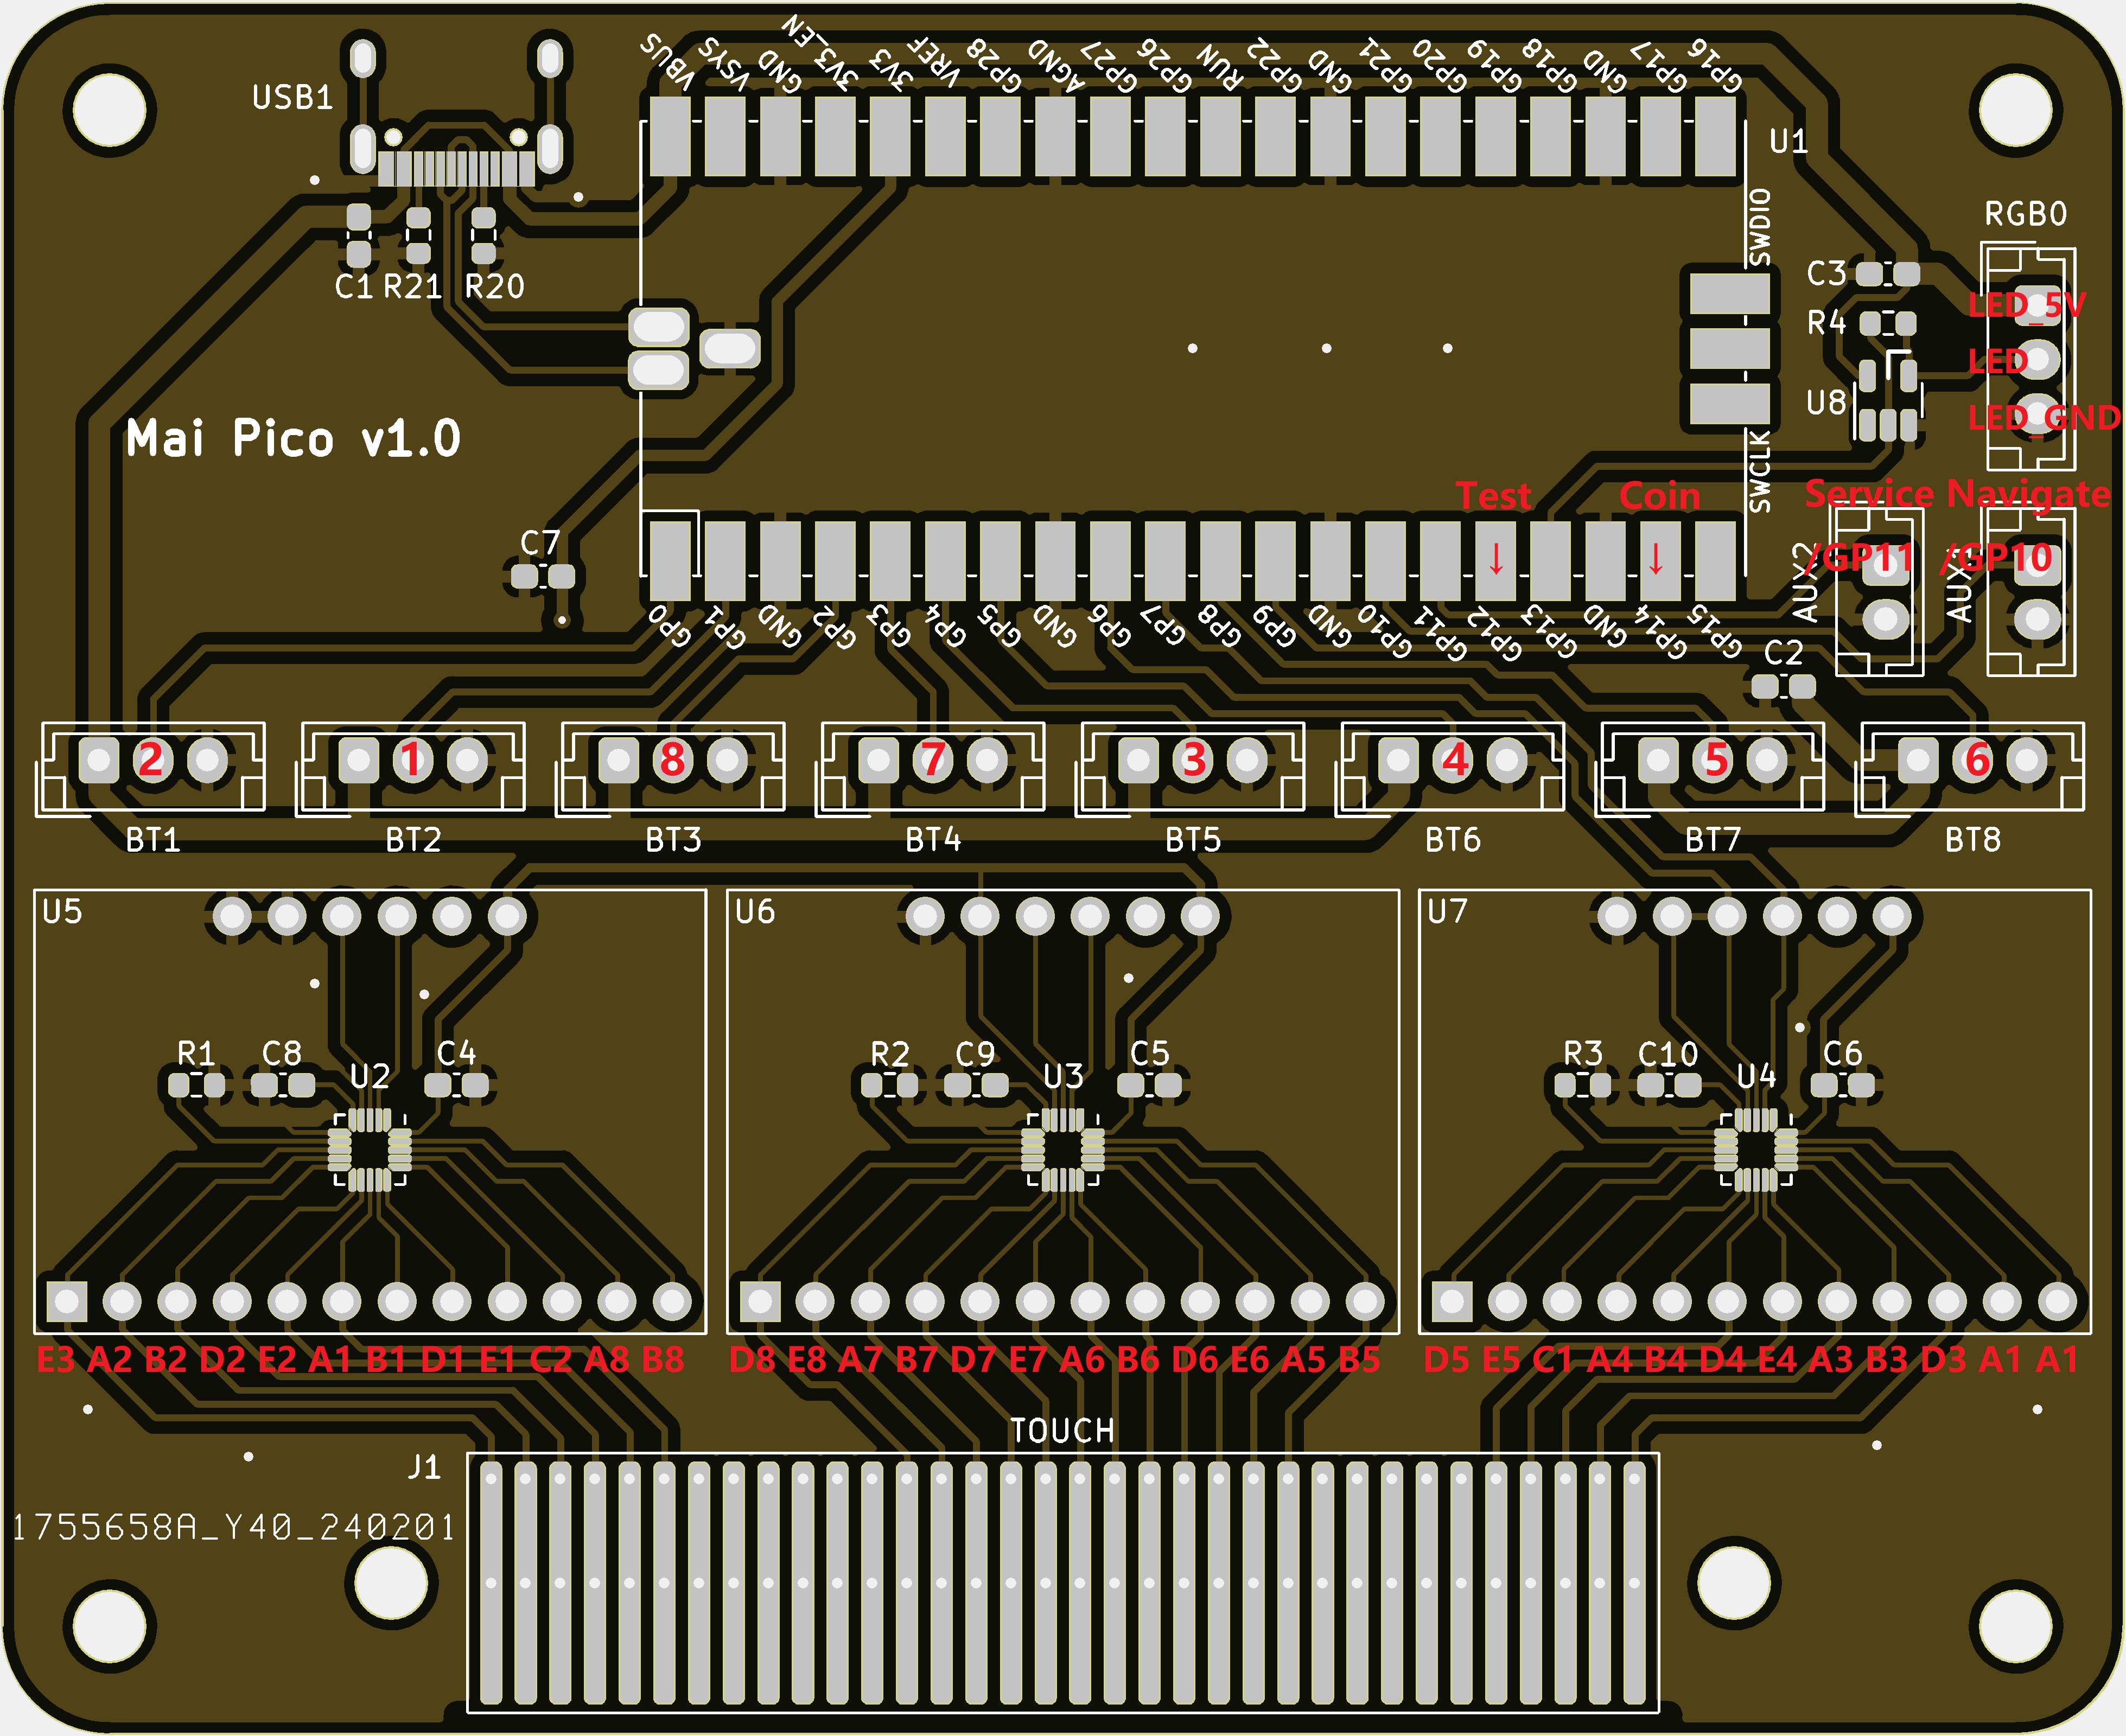 VBUS VSYS GND 3V3_EN 3V3 VREF GP28 AGND GP27 GP26 RUN GP22 GND GP21 GP20 GP19 GP18 GND GP17 GP16
USB1
U1
SWDIO
RGB0
C1 R21 R20
C3
LED_5V
R4
LED
U8
LED_GND
Mai Pico v1.0
SWCLK
Test Coin Service Navigate
↓ ↓ /GP11 /GP10
C7
AUX2 AUX1
GP0 GP1 GND GP2 GP3 GP4 GP5 GND GP6 GP7 GP8 GP9 GND GP10 GP11 GP12 GP13 GND GP14 GP15
C2
2 1 8 7 3 4 5 6
BT1 BT2 BT3 BT4 BT5 BT6 BT7 BT8
U5 U6 U7
R1 C8 C4 R2 C9 C5 R3 C10 C6
U2 U3 U4
E3 A2 B2 D2 E2 A1 B1 D1 E1 C2 A8 B8 D8 E8 A7 B7 D7 E7 A6 B6 D6 E6 A5 B5 D5 E5 C1 A4 B4 D4 E4 A3 B3 D3 A1 A1
TOUCH
J1
1755658A_Y40_240201